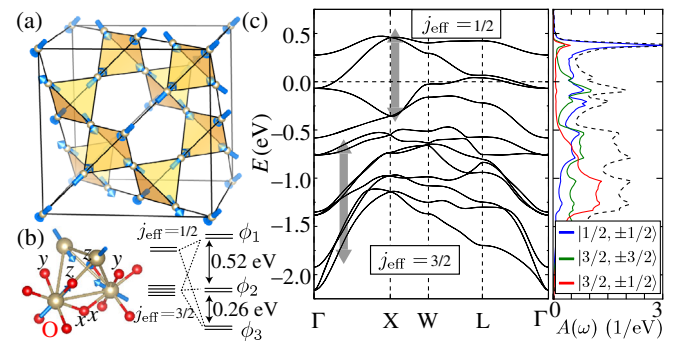 (a)
(b)
j_eff=1/2
ϕ₁
0.52 eV
ϕ₂
0.26 eV
ϕ₃
j_eff=3/2
y
z
z
y
x
x
O
(c)
E(eV)
0.5
0.0
−0.5
−1.0
−1.5
−2.0
j_eff = 1/2
j_eff = 3/2
Γ X W L Γ
|1/2, ±1/2⟩
|3/2, ±3/2⟩
|3/2, ±1/2⟩
0 3
A(ω) (1/eV)